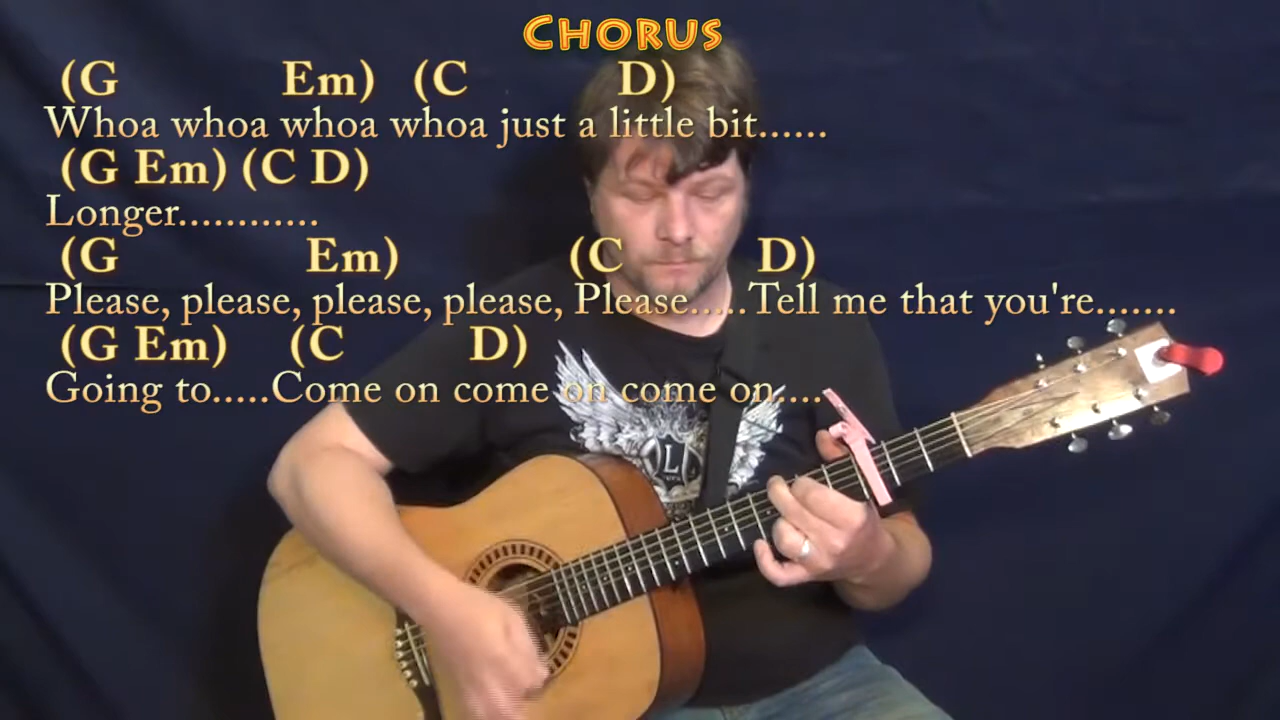 Chorus
(G Em) (C D)
Whoa whoa whoa whoa just a little bit......
(G Em) (C D)
Longer............
(G Em) (C D)
Please, please, please, please, Please.....Tell me that you're.......
(G Em) (C D)
Going to.....Come on come on come on....
L